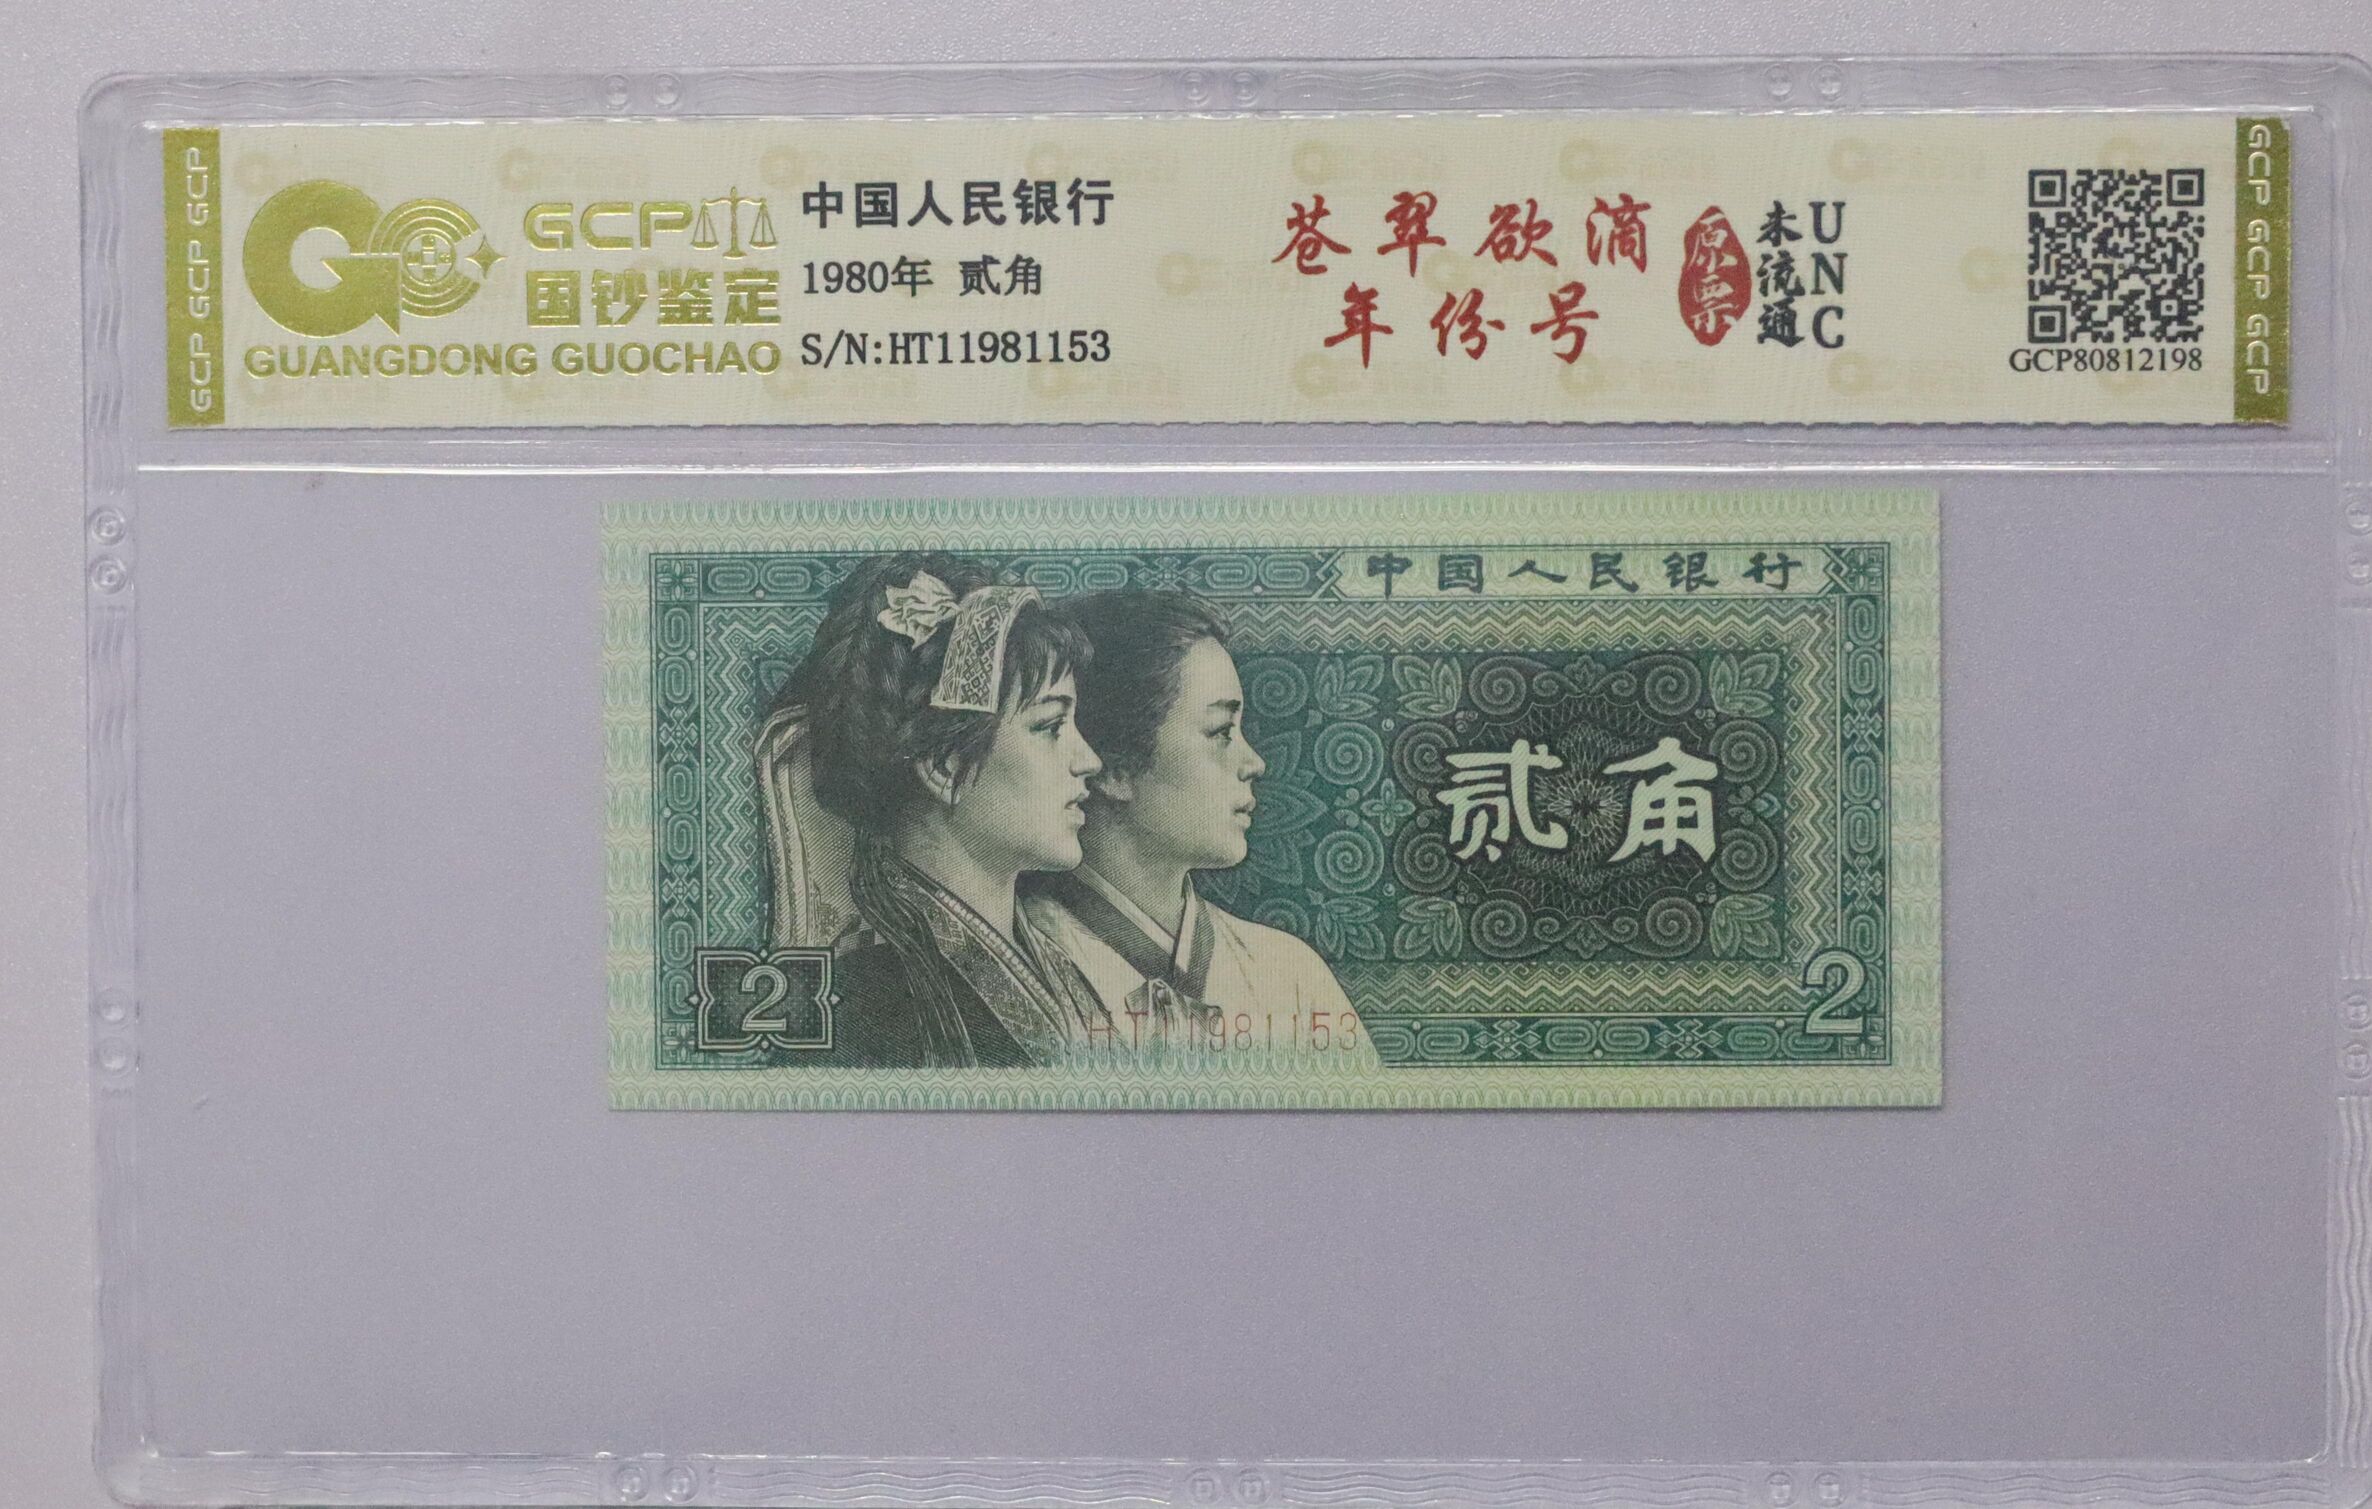 GCP GCP GCP
GCP
国钞鉴定
GUANGDONG GUOCHAO
中国人民银行
1980年 贰角
S/N:HT11981153
苍翠欲滴
年份号
原票
未流通
UNC
GCP80812198
GCP GCP GCP
中国人民银行
贰角
2
2
HT11981153